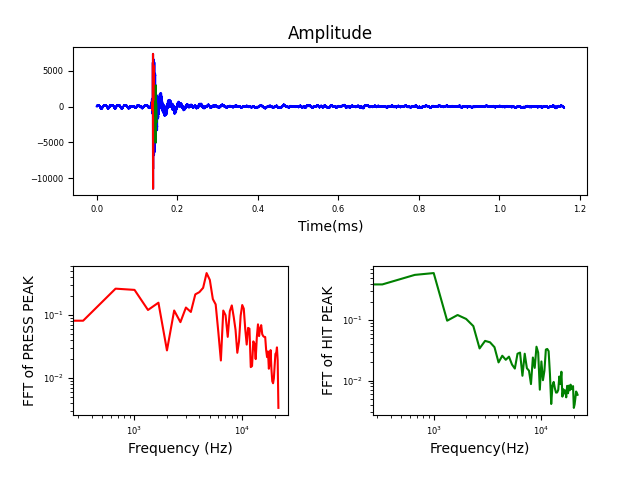 Amplitude
5000
0
−5000
−10000
0.0 0.2 0.4 0.6 0.8 1.0 1.2
Time(ms)
FFT of PRESS PEAK
10⁻¹
10⁻²
10³ 10⁴
Frequency (Hz)
FFT of HIT PEAK
10⁻¹
10⁻²
10³ 10⁴
Frequency(Hz)